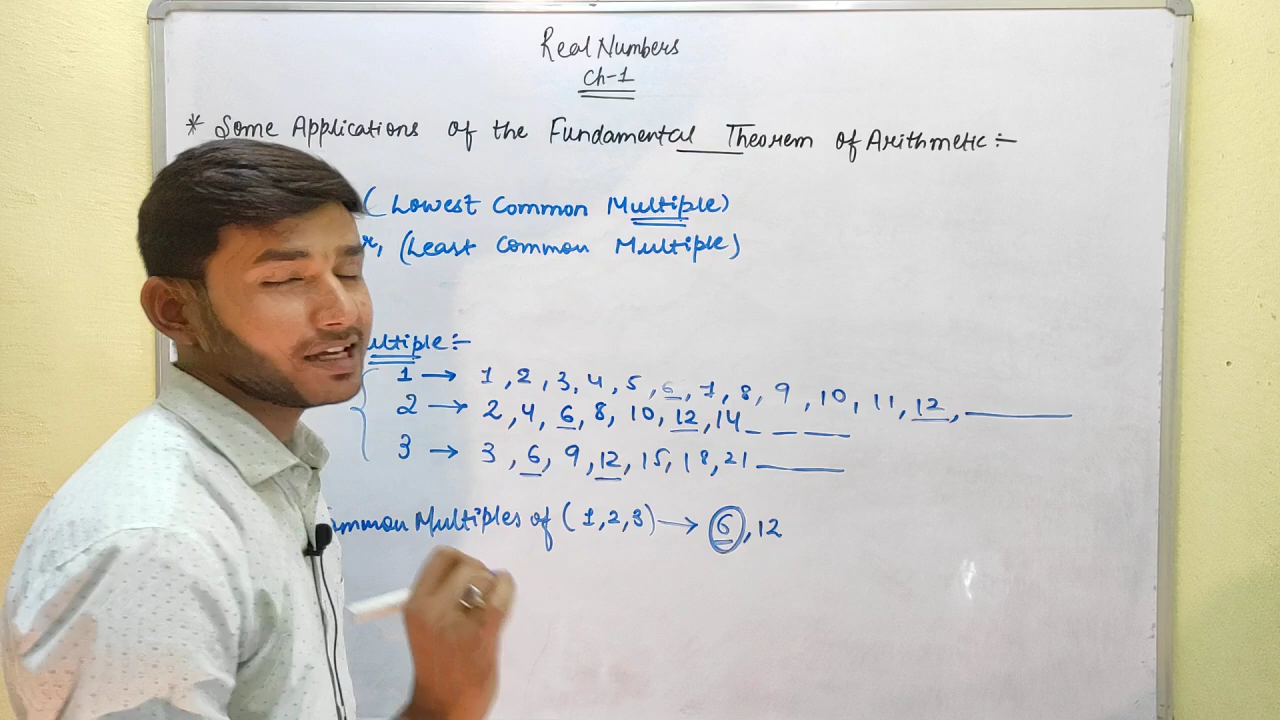 Real Numbers
Ch-1
* Some Applications of the Fundamental Theorem of Arithmetic :-
(Lowest Common Multiple)
(Least Common Multiple)
ultiple :-
1 → 1, 2, 3, 4, 5, 6, 7, 8, 9, 10, 11, 12,
2 → 2, 4, 6, 8, 10, 12, 14 _ _ _
3 → 3, 6, 9, 12, 15, 18, 21
ommon Multiples of (1, 2, 3) → 6, 12